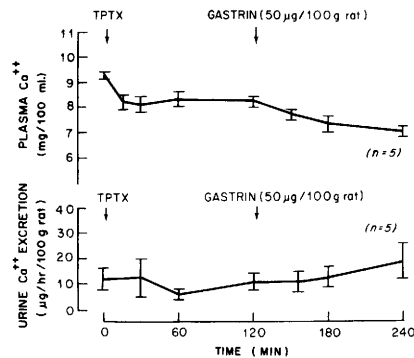 TPTX GASTRIN (50 µg/100 g rat)
11
10
9
8
7
6
PLASMA Ca++
(mg/100 ml.)
(n=5)
TPTX GASTRIN (50 µg/100 g rat)
40
30
20
10
0
URINE Ca++ EXCRETION
(µg/hr/100g rat)
(n=5)
0 60 120 180 240
TIME (MIN)